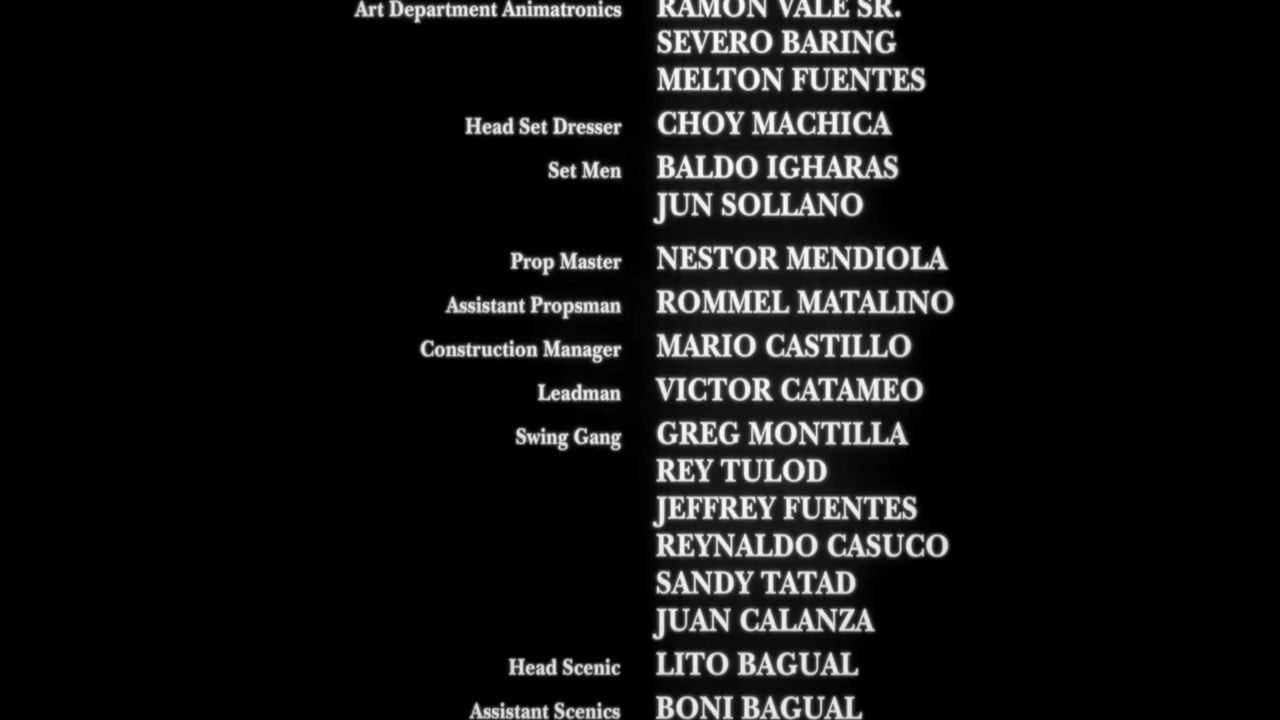 Art Department Animatronics RAMON VALE SR.
SEVERO BARING
MELTON FUENTES
Head Set Dresser CHOY MACHICA
Set Men BALDO IGHARAS
JUN SOLLANO
Prop Master NESTOR MENDIOLA
Assistant Propsman ROMMEL MATALINO
Construction Manager MARIO CASTILLO
Leadman VICTOR CATAMEO
Swing Gang GREG MONTILLA
REY TULOD
JEFFREY FUENTES
REYNALDO CASUCO
SANDY TATAD
JUAN CALANZA
Head Scenic LITO BAGUAL
Assistant Scenics BONI BAGUAL